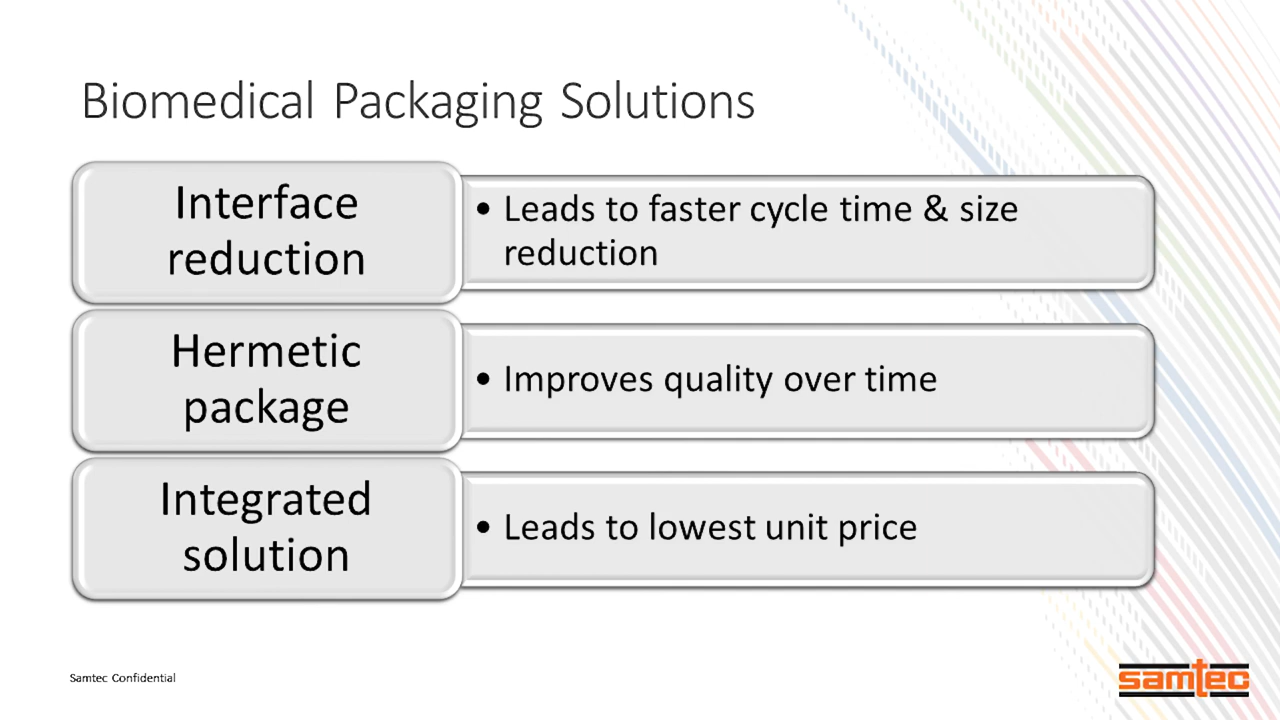 Biomedical Packaging Solutions
Interface
reduction
• Leads to faster cycle time & size
reduction
Hermetic
package
• Improves quality over time
Integrated
solution
• Leads to lowest unit price
Samtec Confidential
samtec